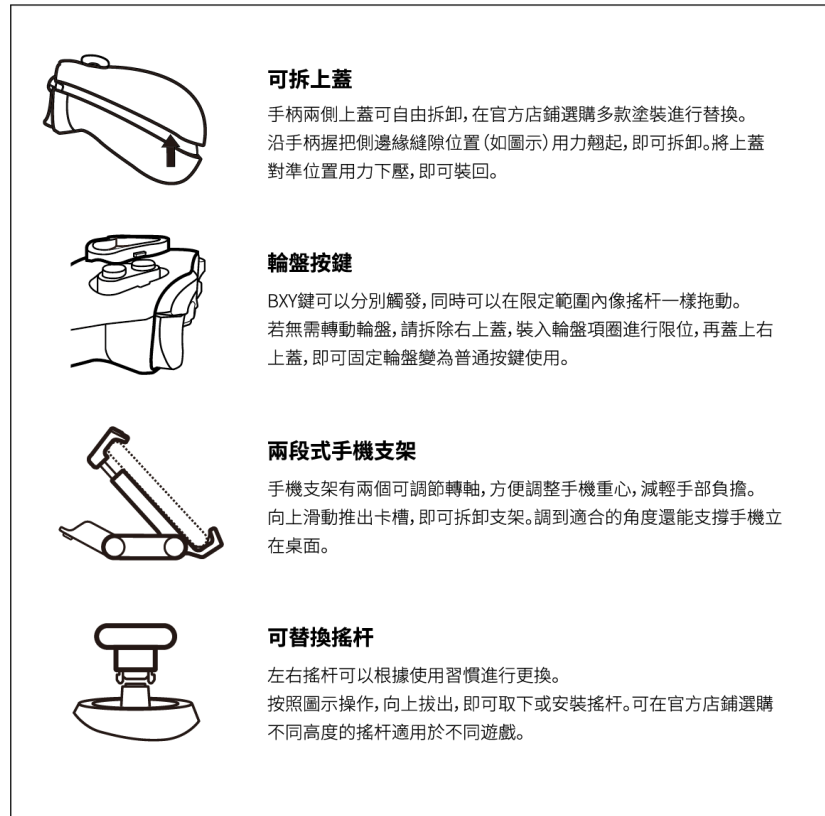 可拆上蓋
手柄兩側上蓋可自由拆卸,在官方店鋪選購多款塗裝進行替換。
沿手柄握把側邊緣縫隙位置(如圖示)用力翹起,即可拆卸。將上蓋
對準位置用力下壓,即可裝回。
輪盤按鍵
BXY鍵可以分別觸發,同時可以在限定範圍內像搖杆一樣拖動。
若無需轉動輪盤,請拆除右上蓋,裝入輪盤項圈進行限位,再蓋上右
上蓋,即可固定輪盤變為普通按鍵使用。
兩段式手機支架
手機支架有兩個可調節轉軸,方便調整手機重心,減輕手部負擔。
向上滑動推出卡槽,即可拆卸支架。調到適合的角度還能支撐手機立
在桌面。
可替換搖杆
左右搖杆可以根據使用習慣進行更換。
按照圖示操作,向上拔出,即可取下或安裝搖杆。可在官方店鋪選購
不同高度的搖杆適用於不同遊戲。